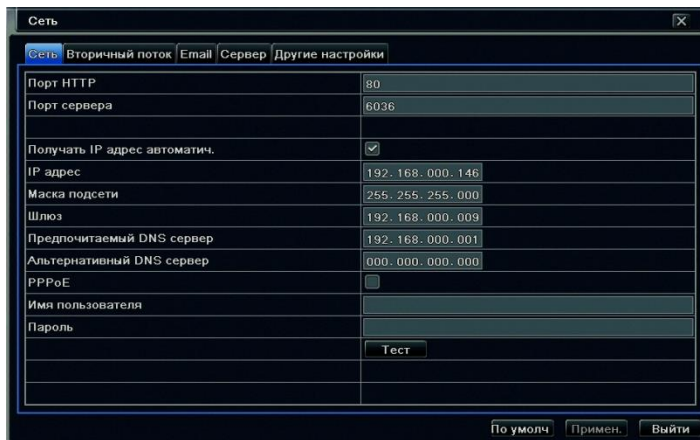 Сеть
Сеть Вторичный поток Email Сервер Другие настройки
Порт HTTP 80
Порт сервера 6036
Получать IP адрес автоматич.
IP адрес 192.168.000.146
Маска подсети 255.255.255.000
Шлюз 192.168.000.009
Предпочитаемый DNS сервер 192.168.000.001
Альтернативный DNS сервер 000.000.000.000
PPPoE
Имя пользователя
Пароль
Тест
По умолч Примен. Выйти